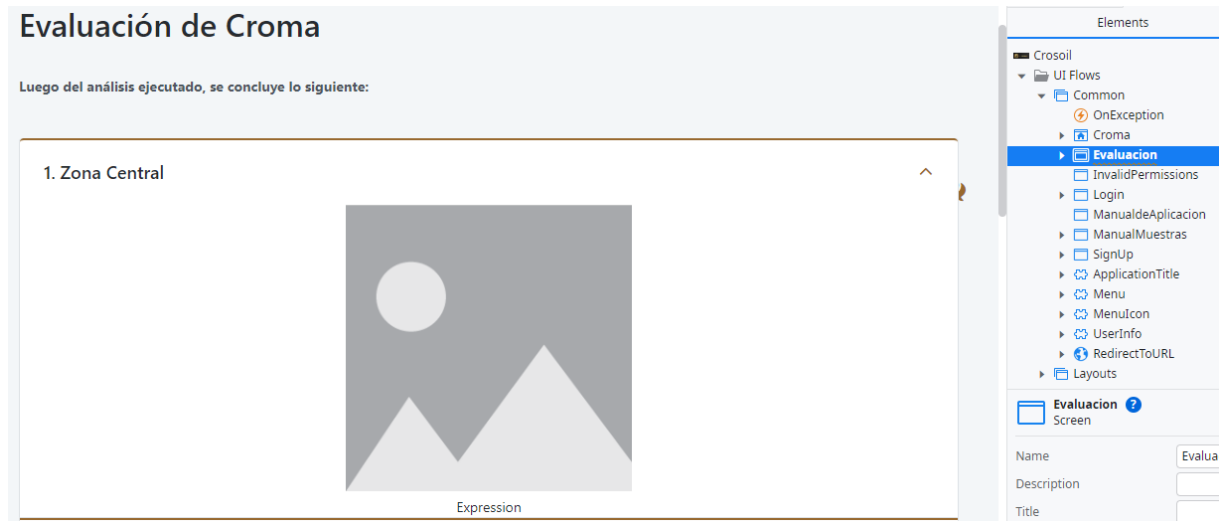 Evaluación de Croma
Luego del análisis ejecutado, se concluye lo siguiente:
1. Zona Central
Expression
Elements
Crosoil
UI Flows
Common
OnException
Croma
Evaluacion
InvalidPermissions
Login
ManualdeAplicacion
ManualMuestras
SignUp
ApplicationTitle
Menu
MenuIcon
UserInfo
RedirectToURL
Layouts
Evaluacion ?
Screen
Name Evalua
Description
Title